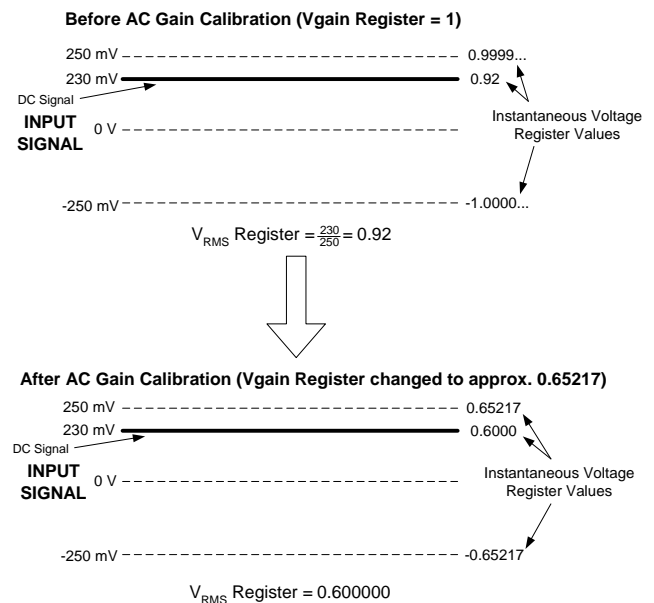 Before AC Gain Calibration (Vgain Register = 1)
250 mV 0.9999...
230 mV 0.92
DC Signal
INPUT
SIGNAL
0 V
Instantaneous Voltage
Register Values
-250 mV -1.0000...
VRMS Register = 230/250 = 0.92
After AC Gain Calibration (Vgain Register changed to approx. 0.65217)
250 mV 0.65217
230 mV 0.6000
DC Signal
INPUT
SIGNAL
0 V
Instantaneous Voltage
Register Values
-250 mV -0.65217
VRMS Register = 0.600000